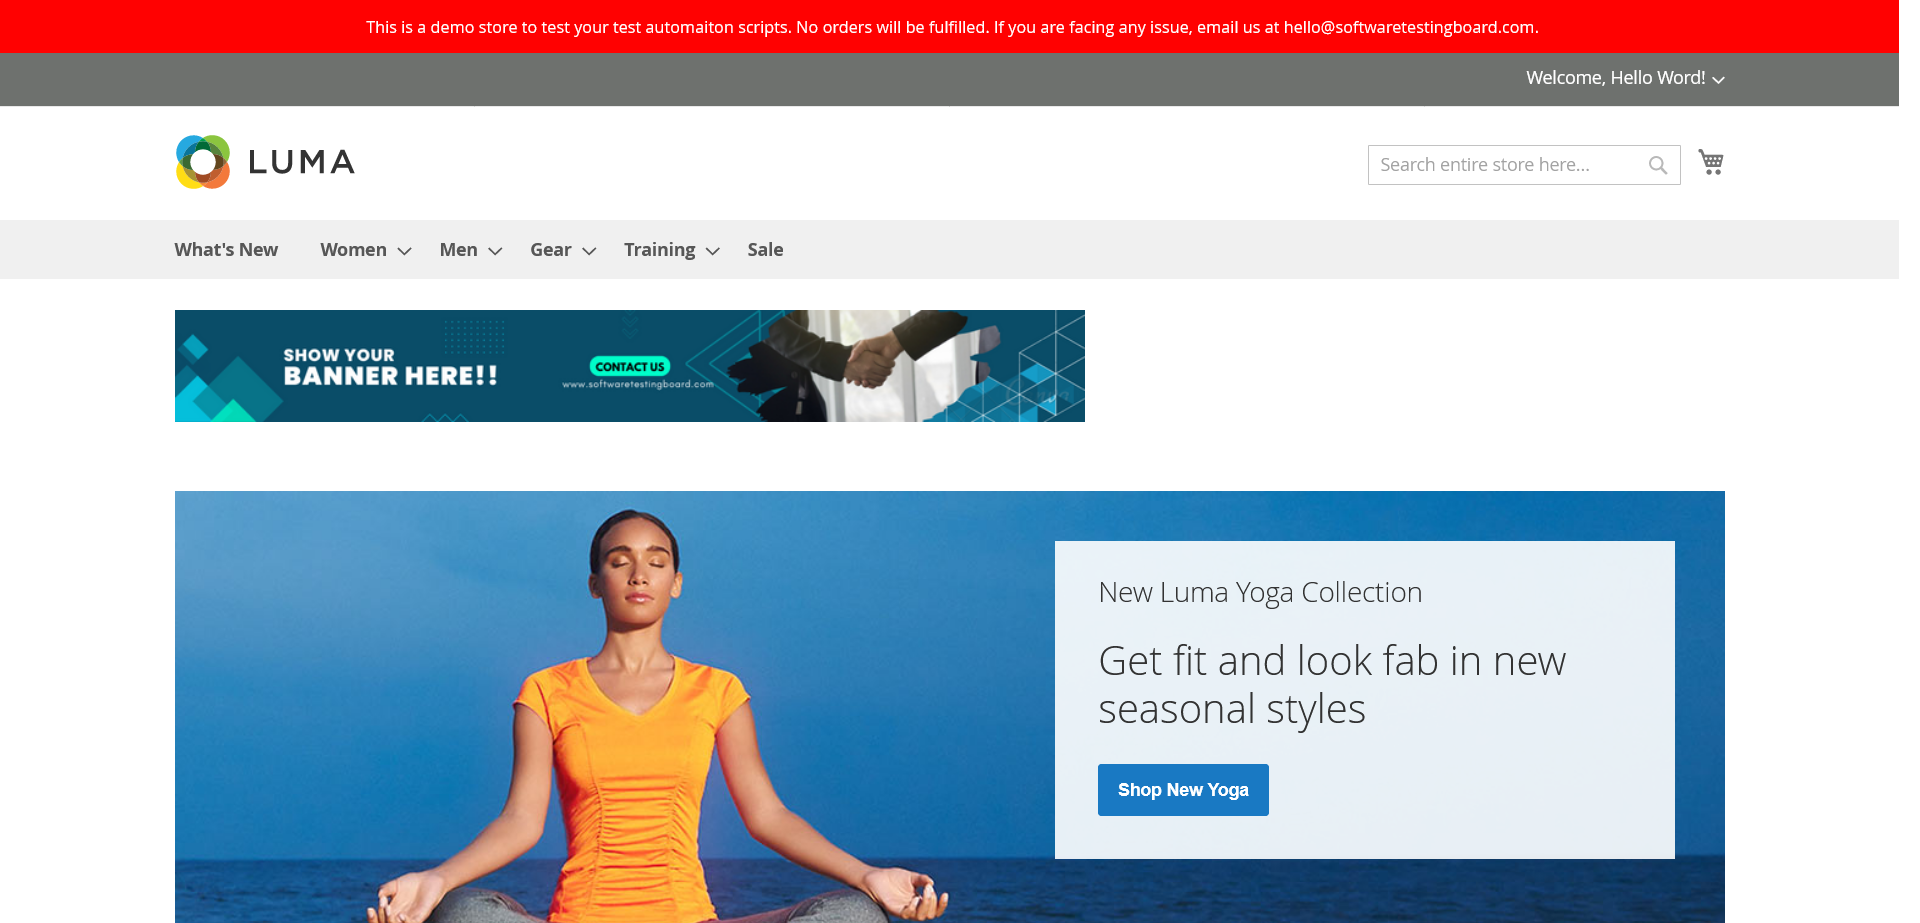 This is a demo store to test your test automaiton scripts. No orders will be fulfilled. If you are facing any issue, email us at hello@softwaretestingboard.com.
Welcome, Hello Word!
LUMA
Search entire store here...
What's New Women Men Gear Training Sale
SHOW YOUR
BANNER HERE!!
CONTACT US
www.softwaretestingboard.com
New Luma Yoga Collection
Get fit and look fab in new
seasonal styles
Shop New Yoga